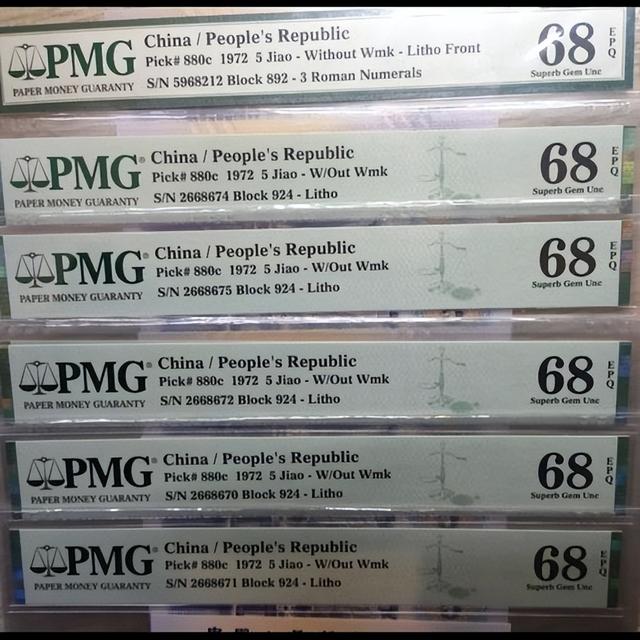 PMG
PAPER MONEY GUARANTY
China / People's Republic
Pick# 880c 1972 5 Jiao - Without Wmk - Litho Front
S/N 5968212 Block 892 - 3 Roman Numerals
68 EPQ
Superb Gem Unc
PMG®
PAPER MONEY GUARANTY
China / People's Republic
Pick# 880c 1972 5 Jiao - W/Out Wmk
S/N 2668674 Block 924 - Litho
68 EPQ
Superb Gem Unc
PMG®
PAPER MONEY GUARANTY
China / People's Republic
Pick# 880c 1972 5 Jiao - W/Out Wmk
S/N 2668675 Block 924 - Litho
68 EPQ
Superb Gem Unc
PMG®
PAPER MONEY GUARANTY
China / People's Republic
Pick# 880c 1972 5 Jiao - W/Out Wmk
S/N 2668672 Block 924 - Litho
68 EPQ
Superb Gem Unc
PMG®
PAPER MONEY GUARANTY
China / People's Republic
Pick# 880c 1972 5 Jiao - W/Out Wmk
S/N 2668670 Block 924 - Litho
68 EPQ
Superb Gem Unc
PMG®
PAPER MONEY GUARANTY
China / People's Republic
Pick# 880c 1972 5 Jiao - W/Out Wmk
S/N 2668671 Block 924 - Litho
68 EPQ
Superb Gem Unc